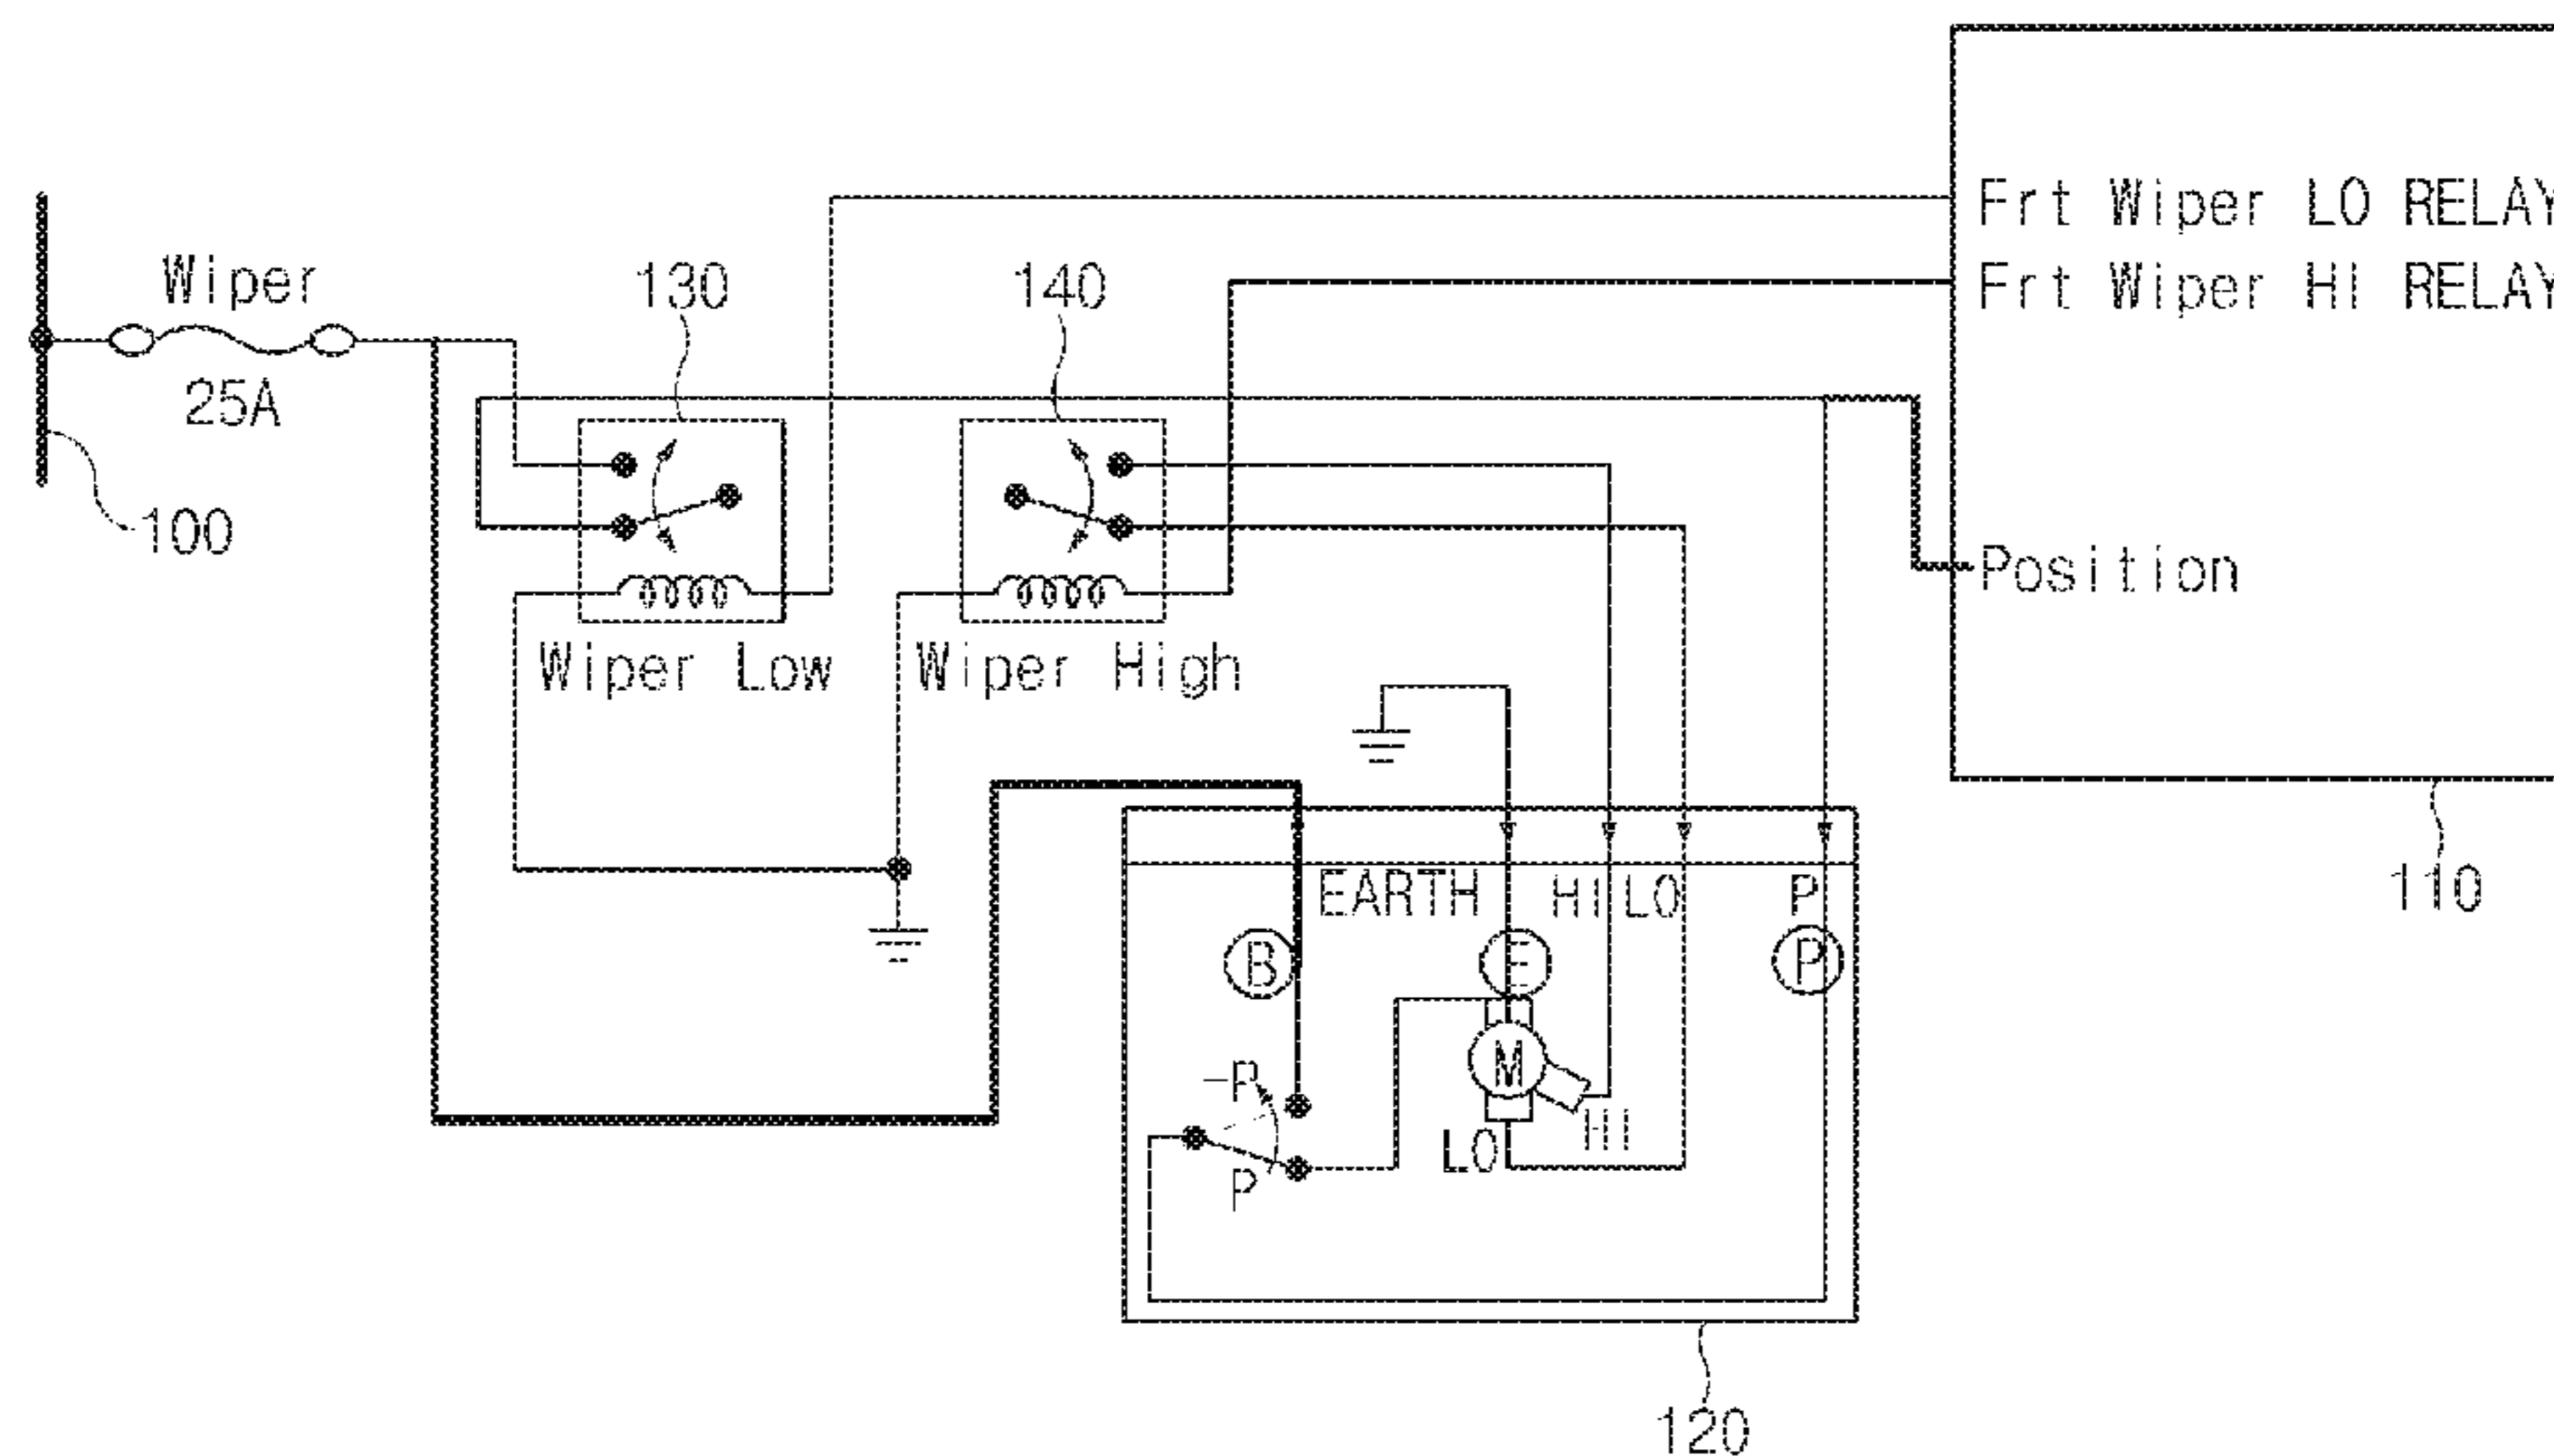 Frt Wiper LO RELAY
Frt Wiper HI RELAY
Wiper
130
140
25A
100
Position
Wiper Low
Wiper High
110
EARTH
HI
LO
P
B
E
P
M
-P
HI
LO
P
120